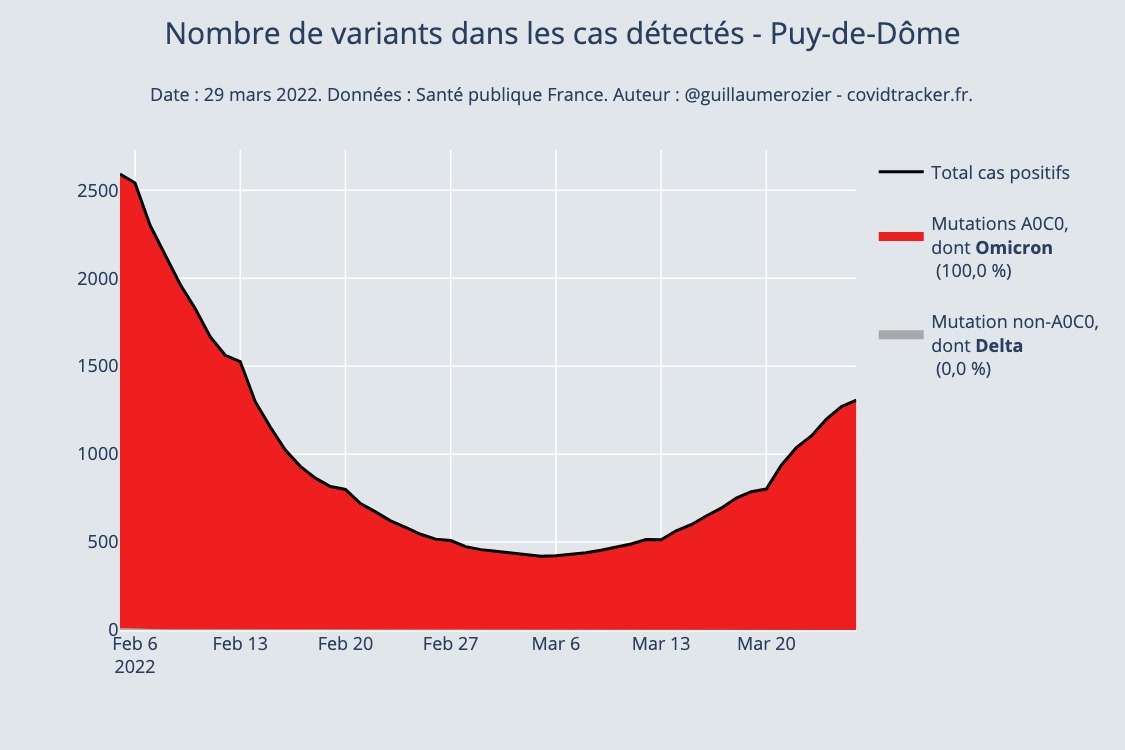 Nombre de variants dans les cas détectés - Puy-de-Dôme
Date : 29 mars 2022. Données : Santé publique France. Auteur : @guillaumerozier - covidtracker.fr.
Total cas positifs
Mutations A0C0,
dont Omicron
(100,0 %)
Mutation non-A0C0,
dont Delta
(0,0 %)
2500
2000
1500
1000
500
0
Feb 6 Feb 13 Feb 20 Feb 27 Mar 6 Mar 13 Mar 20
2022